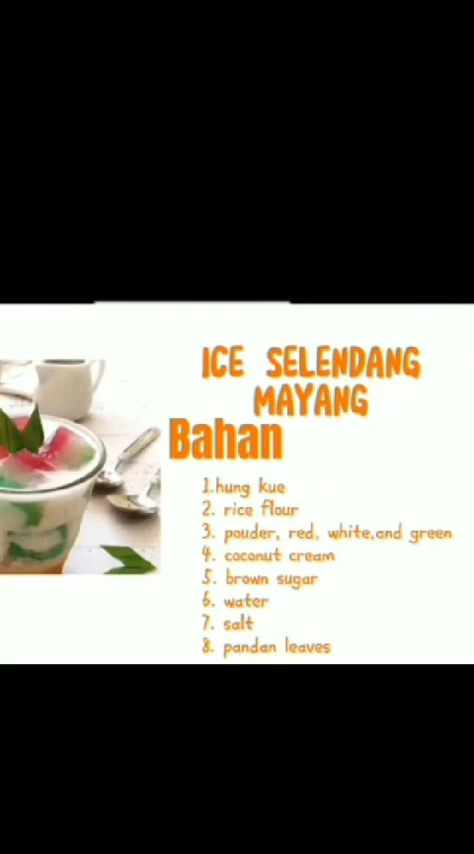 ICE SELENDANG
MAYANG
Bahan
1.hung kue
2. rice flour
3. pouder, red, white,and green
4. coconut cream
5. brown sugar
6. water
7. salt
8. pandan leaves